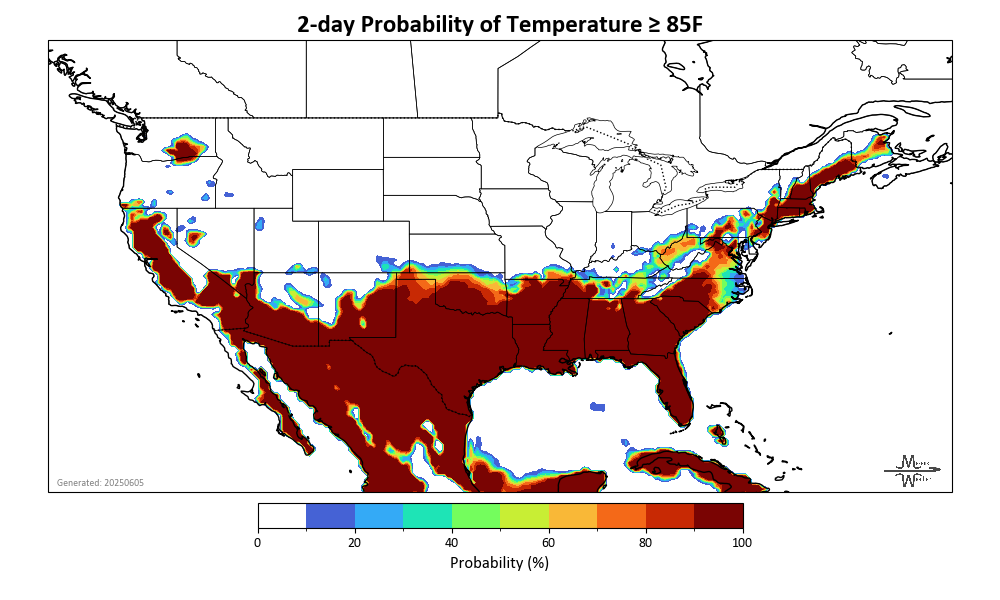 2-day Probability of Temperature ≥ 85F
Generated: 20250605
0 20 40 60 80 100
Probability (%)